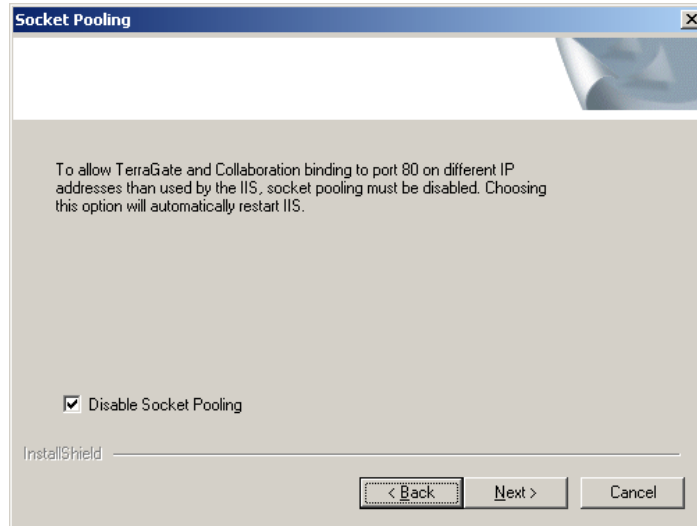 Socket Pooling
To allow TerraGate and Collaboration binding to port 80 on different IP
addresses than used by the IIS, socket pooling must be disabled. Choosing
this option will automatically restart IIS.
Disable Socket Pooling
InstallShield
< Back Next > Cancel